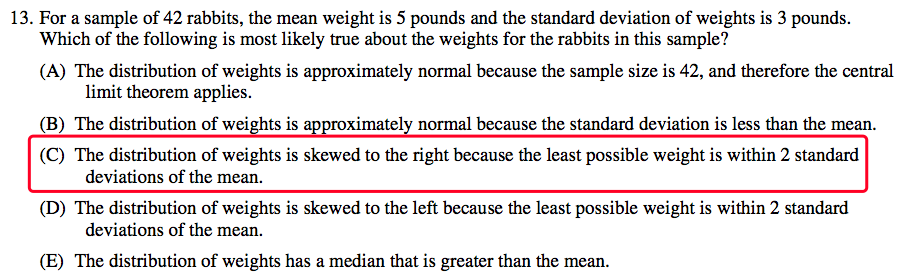 13. For a sample of 42 rabbits, the mean weight is 5 pounds and the standard deviation of weights is 3 pounds.
Which of the following is most likely true about the weights for the rabbits in this sample?
(A) The distribution of weights is approximately normal because the sample size is 42, and therefore the central
limit theorem applies.
(B) The distribution of weights is approximately normal because the standard deviation is less than the mean.
(C) The distribution of weights is skewed to the right because the least possible weight is within 2 standard
deviations of the mean.
(D) The distribution of weights is skewed to the left because the least possible weight is within 2 standard
deviations of the mean.
(E) The distribution of weights has a median that is greater than the mean.